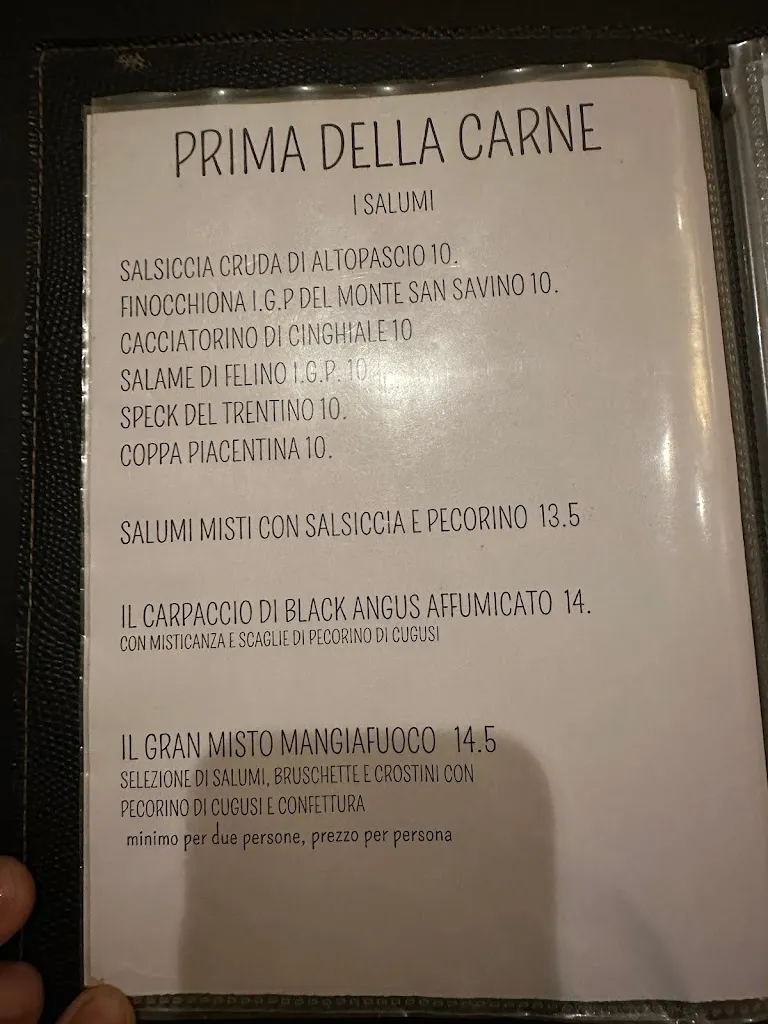 PRIMA DELLA CARNE
I SALUMI
SALSICCIA CRUDA DI ALTOPASCIO 10.
FINOCCHIONA I.G.P DEL MONTE SAN SAVINO 10.
CACCIATORINO DI CINGHIALE 10
SALAME DI FELINO I.G.P. 10
SPECK DEL TRENTINO 10.
COPPA PIACENTINA 10.
SALUMI MISTI CON SALSICCIA E PECORINO 13.5
IL CARPACCIO DI BLACK ANGUS AFFUMICATO 14.
CON MISTICANZA E SCAGLIE DI PECORINO DI CUGUSI
IL GRAN MISTO MANGIAFUOCO 14.5
SELEZIONE DI SALUMI, BRUSCHETTE E CROSTINI CON
PECORINO DI CUGUSI E CONFETTURA
minimo per due persone, prezzo per persona